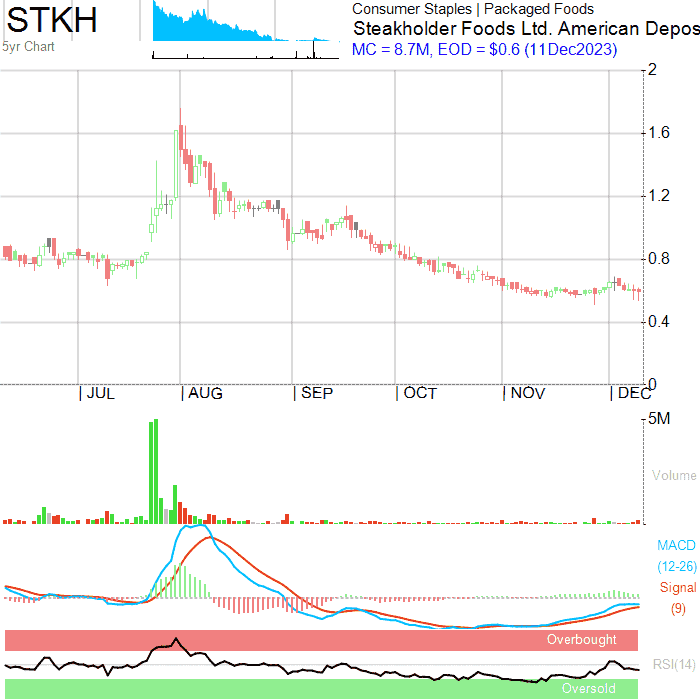 STKH
5yr Chart
Consumer Staples | Packaged Foods
Steakholder Foods Ltd. American Depos
MC = 8.7M, EOD = $0.6 (11Dec2023)
2
1.6
1.2
0.8
0.4
0
| JUL | AUG | SEP | OCT | NOV | DEC
5M
Volume
MACD
(12-26)
Signal
(9)
Overbought
RSI(14)
Oversold